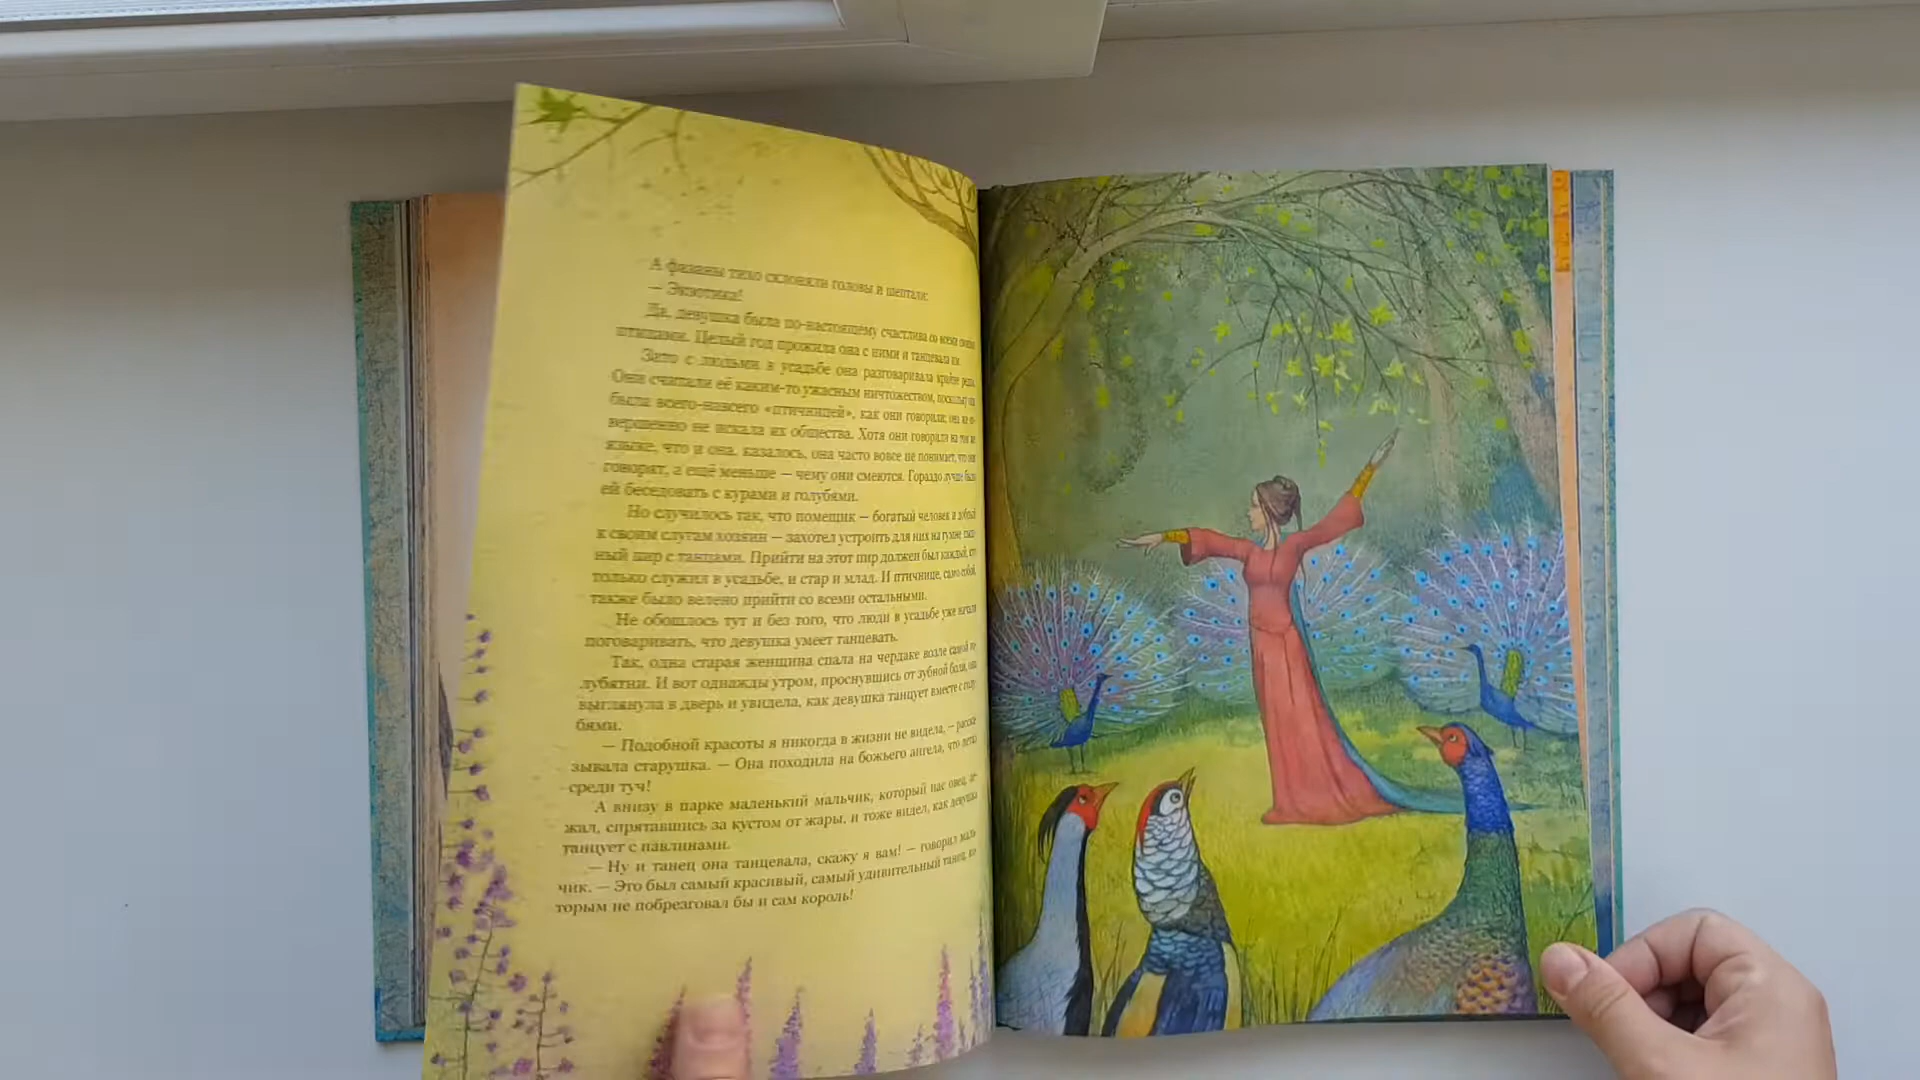 А фазаны тихо склоняли головы и шептали:
— Экзотика!
Да, девушка была по-настоящему счастлива со всеми своими
птицами. Целый год прожила она с ними и танцевала им.
Зато с людьми в усадьбе она разговаривала крайне редко.
Они считали её каким-то ужасным ничтожеством, поскольку она
была всего-навсего «птичницей», как они говорили; она же со-
вершенно не искала их общества. Хотя они говорили на том же
языке, что и она, казалось, она часто вовсе не понимает, что они
говорят, а ещё меньше — чему они смеются. Гораздо лучше было
ей беседовать с курами и голубями.
Но случилось так, что помещик — богатый человек и добрый
к своим слугам хозяин — захотел устроить для них на гумне
ный пир с танцами. Прийти на этот пир должен был каждый, кто
только служил в усадьбе, и стар и млад. И птичнице, само собой,
также было велено прийти со всеми остальными.
Не обошлось тут и без того, что люди в усадьбе уже начали
поговаривать, что девушка умеет танцевать.
Так, одна старая женщина спала на чердаке возле самой го-
лубятни. И вот однажды утром, проснувшись от зубной боли, она
выглянула в дверь и увидела, как девушка танцует вместе с голу-
бями.
— Подобной красоты я никогда в жизни не видела, — расска-
зывала старушка. — Она походила на божьего ангела, что летал
среди туч!
А внизу в парке маленький мальчик, который пас овец, ле-
жал, спрятавшись за кустом от жары, и тоже видел, как девушка
танцует с павлинами.
— Ну и танец она танцевала, скажу я вам! — говорил маль-
чик. — Это был самый красивый, самый удивительный танец, ко-
торым не побрезговал бы и сам король!